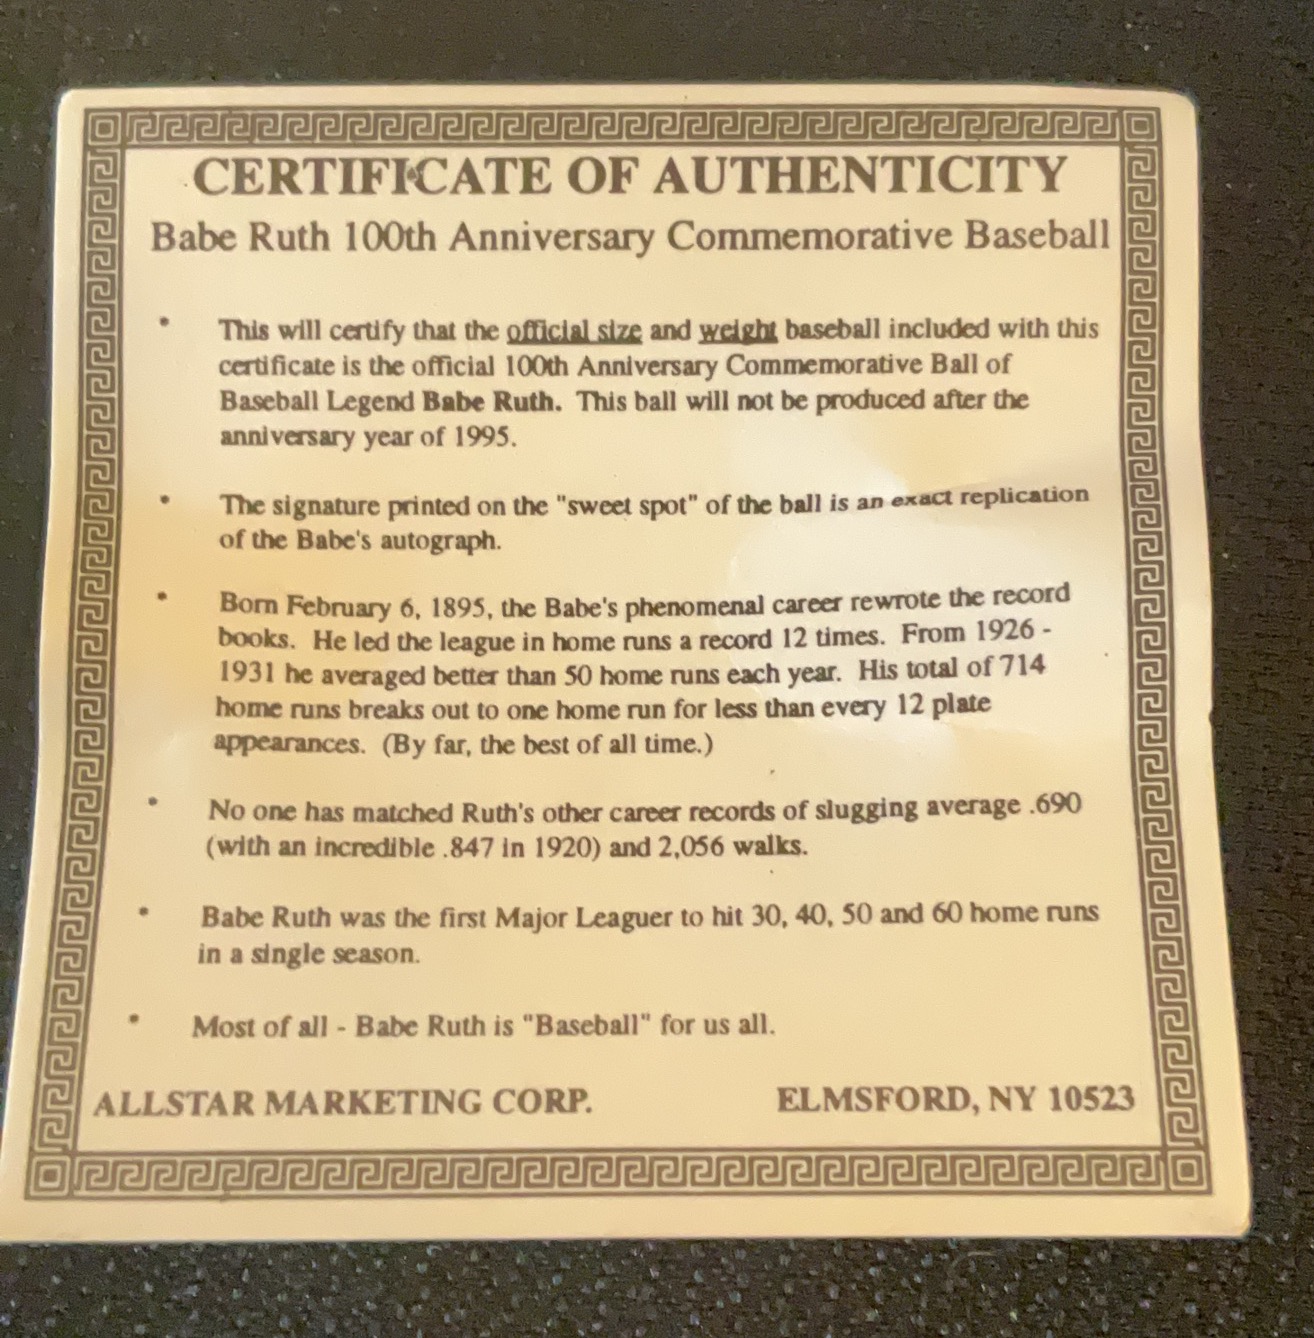 CERTIFICATE OF AUTHENTICITY
Babe Ruth 100th Anniversary Commemorative Baseball
• This will certify that the official size and weight baseball included with this
certificate is the official 100th Anniversary Commemorative Ball of
Baseball Legend Babe Ruth. This ball will not be produced after the
anniversary year of 1995.
• The signature printed on the "sweet spot" of the ball is an exact replication
of the Babe's autograph.
• Born February 6, 1895, the Babe's phenomenal career rewrote the record
books. He led the league in home runs a record 12 times. From 1926 -
1931 he averaged better than 50 home runs each year. His total of 714
home runs breaks out to one home run for less than every 12 plate
appearances. (By far, the best of all time.)
• No one has matched Ruth's other career records of slugging average .690
(with an incredible .847 in 1920) and 2,056 walks.
• Babe Ruth was the first Major Leaguer to hit 30, 40, 50 and 60 home runs
in a single season.
• Most of all - Babe Ruth is "Baseball" for us all.
ALLSTAR MARKETING CORP. ELMSFORD, NY 10523